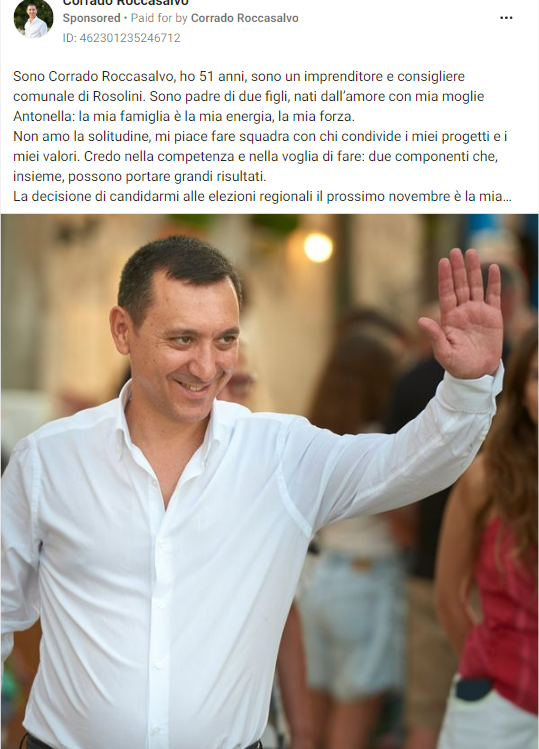 Corrado Roccasalvo
Sponsored • Paid for by Corrado Roccasalvo
ID: 462301235246712
Sono Corrado Roccasalvo, ho 51 anni, sono un imprenditore e consigliere
comunale di Rosolini. Sono padre di due figli, nati dall’amore con mia moglie
Antonella: la mia famiglia è la mia energia, la mia forza.
Non amo la solitudine, mi piace fare squadra con chi condivide i miei progetti e i
miei valori. Credo nella competenza e nella voglia di fare: due componenti che,
insieme, possono portare grandi risultati.
La decisione di candidarmi alle elezioni regionali il prossimo novembre è la mia...